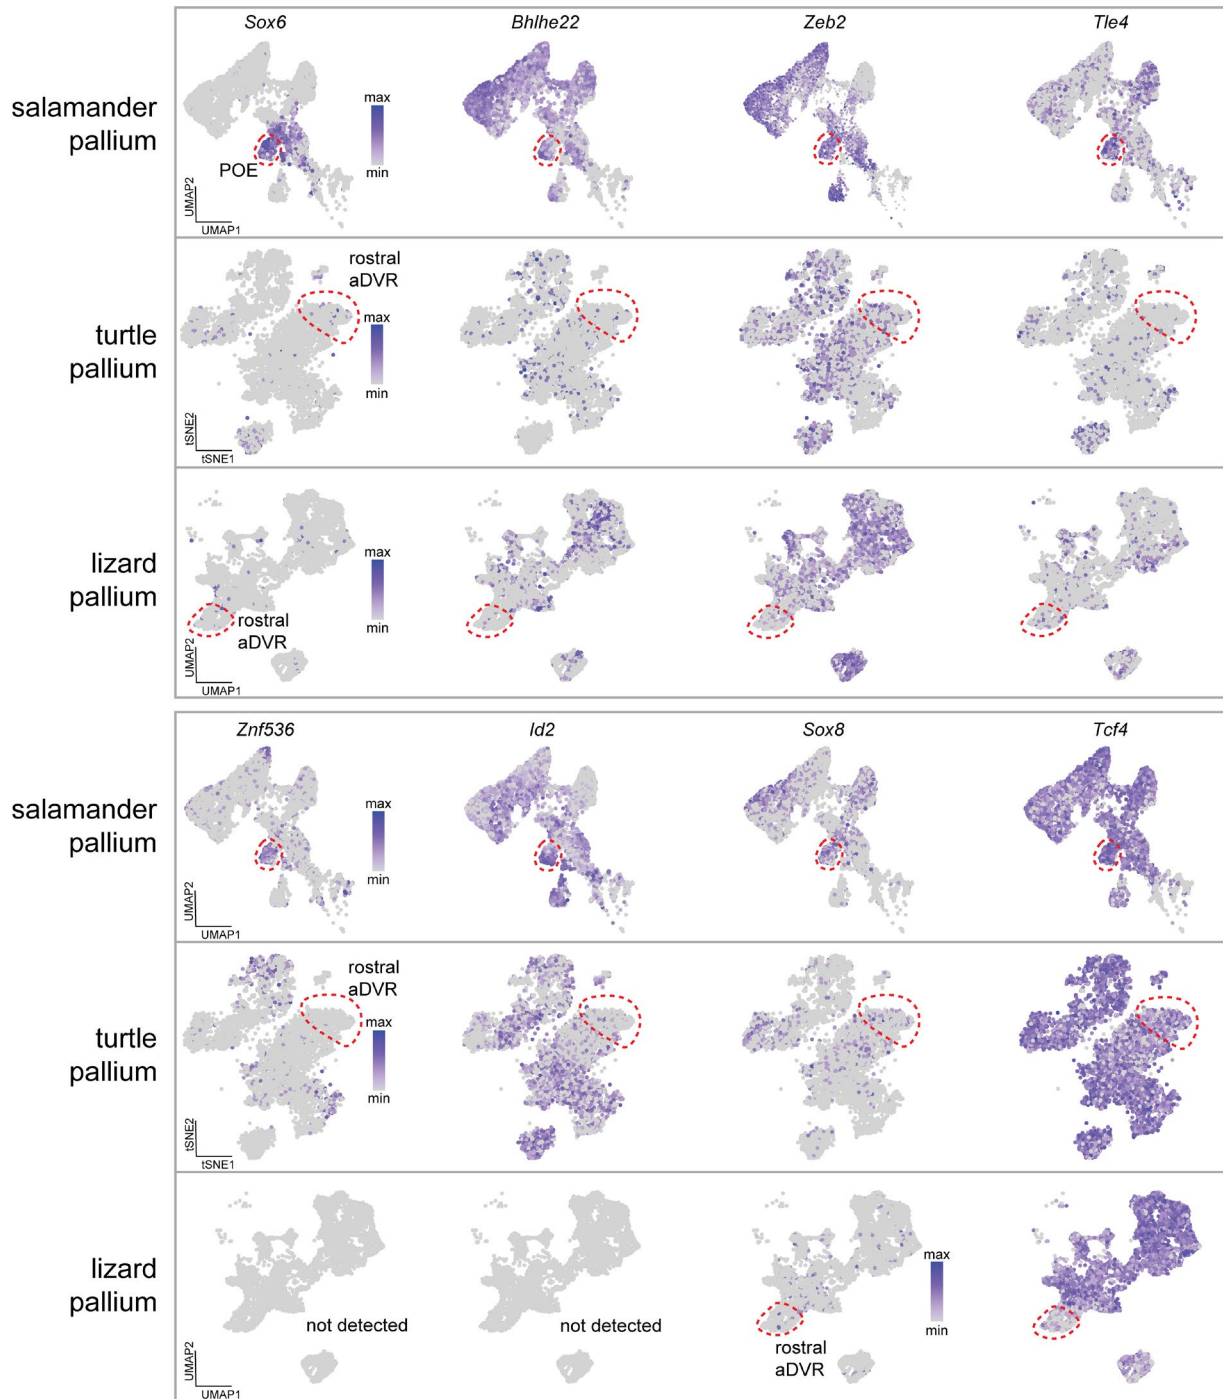 Sox6
Bhlhe22
Zeb2
Tle4
salamander
pallium
max
min
POE
UMAP2
UMAP1
turtle
pallium
rostral
aDVR
max
min
tSNE2
tSNE1
lizard
pallium
max
min
rostral
aDVR
UMAP2
UMAP1
Znf536
Id2
Sox8
Tcf4
salamander
pallium
max
min
UMAP2
UMAP1
turtle
pallium
rostral
aDVR
max
min
tSNE2
tSNE1
lizard
pallium
not detected
not detected
max
min
rostral
aDVR
UMAP2
UMAP1